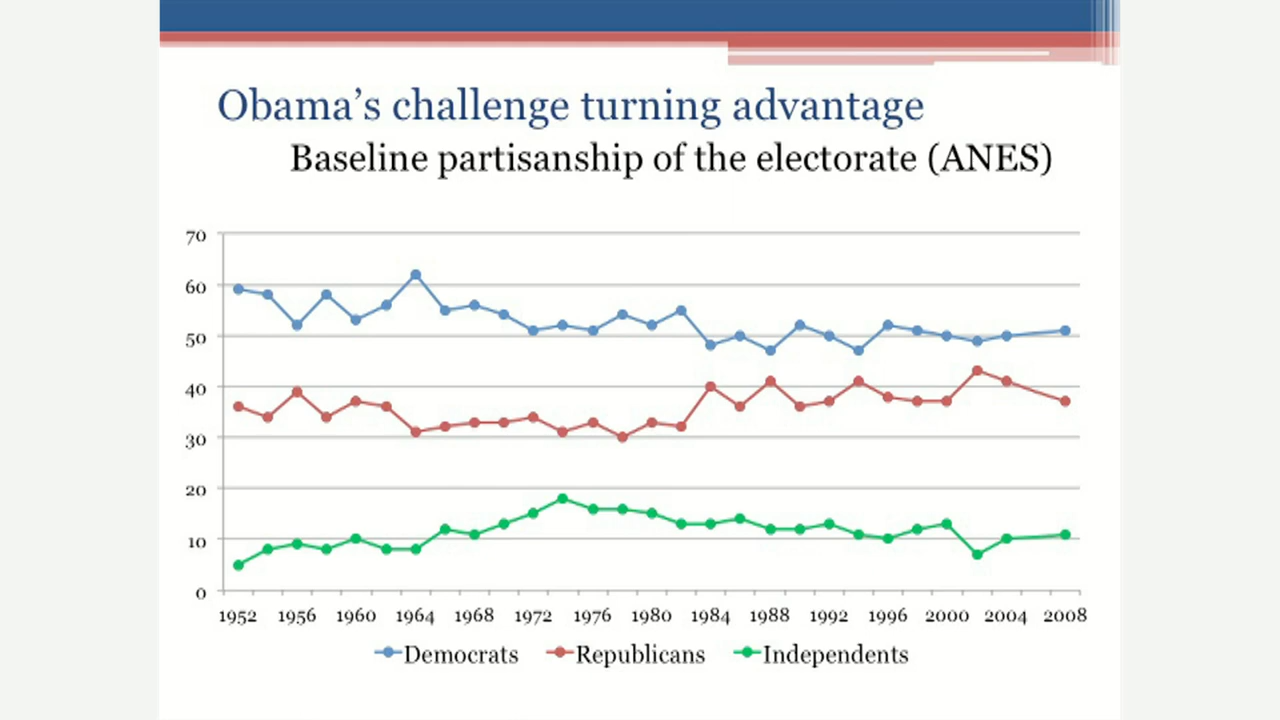 Obama’s challenge turning advantage
Baseline partisanship of the electorate (ANES)
70
60
50
40
30
20
10
0
1952 1956 1960 1964 1968 1972 1976 1980 1984 1988 1992 1996 2000 2004 2008
Democrats Republicans Independents